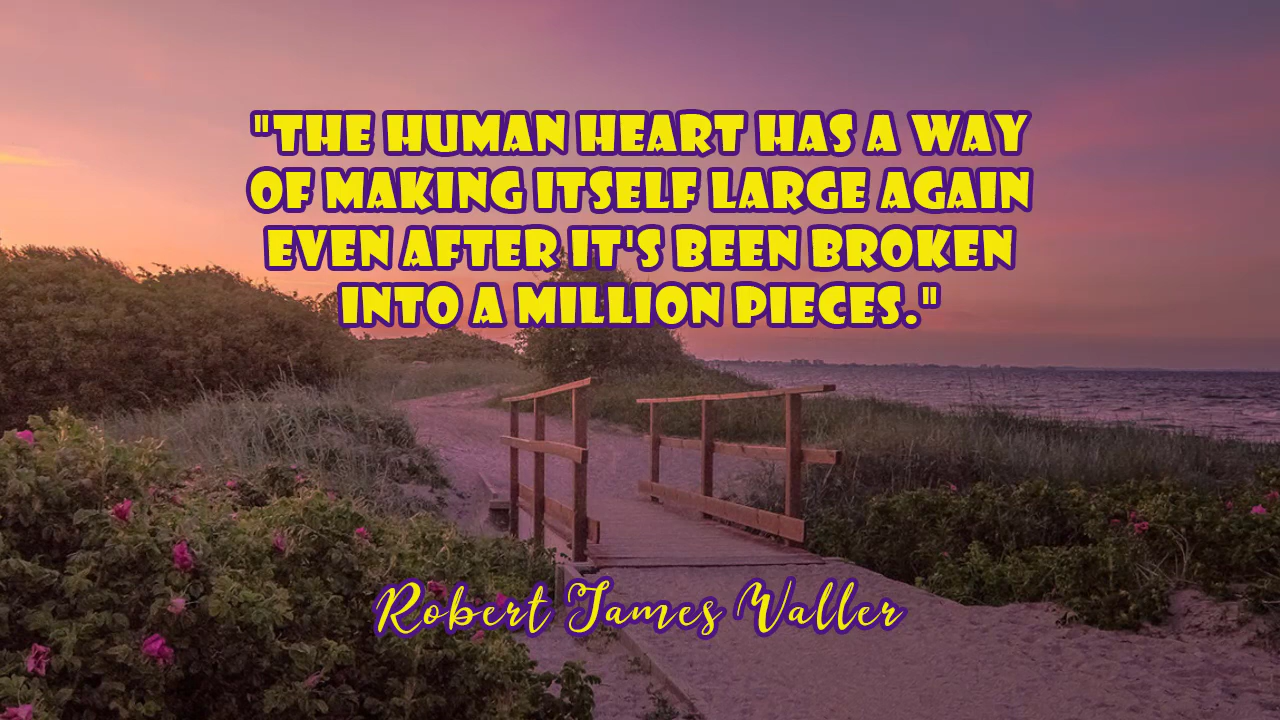 "THE HUMAN HEART HAS A WAY
OF MAKING ITSELF LARGE AGAIN
EVEN AFTER IT'S BEEN BROKEN
INTO A MILLION PIECES."
Robert James Waller